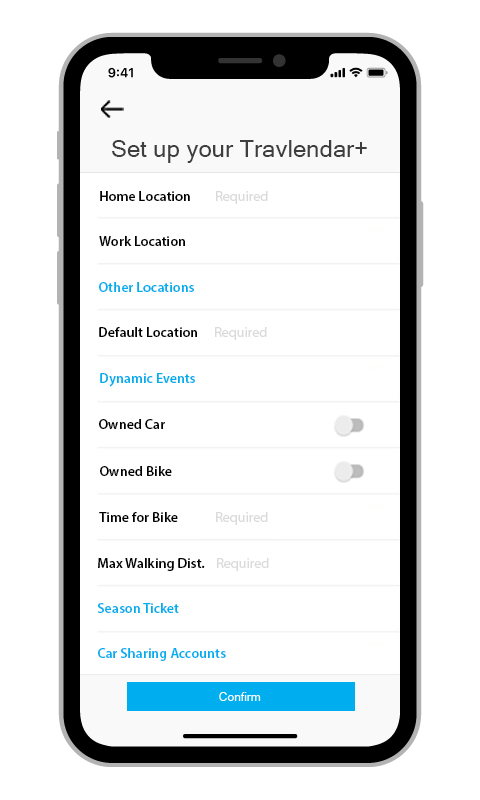 9:41
Set up your Travlendar+
Home Location Required
Work Location
Other Locations
Default Location Required
Dynamic Events
Owned Car
Owned Bike
Time for Bike Required
Max Walking Dist. Required
Season Ticket
Car Sharing Accounts
Confirm